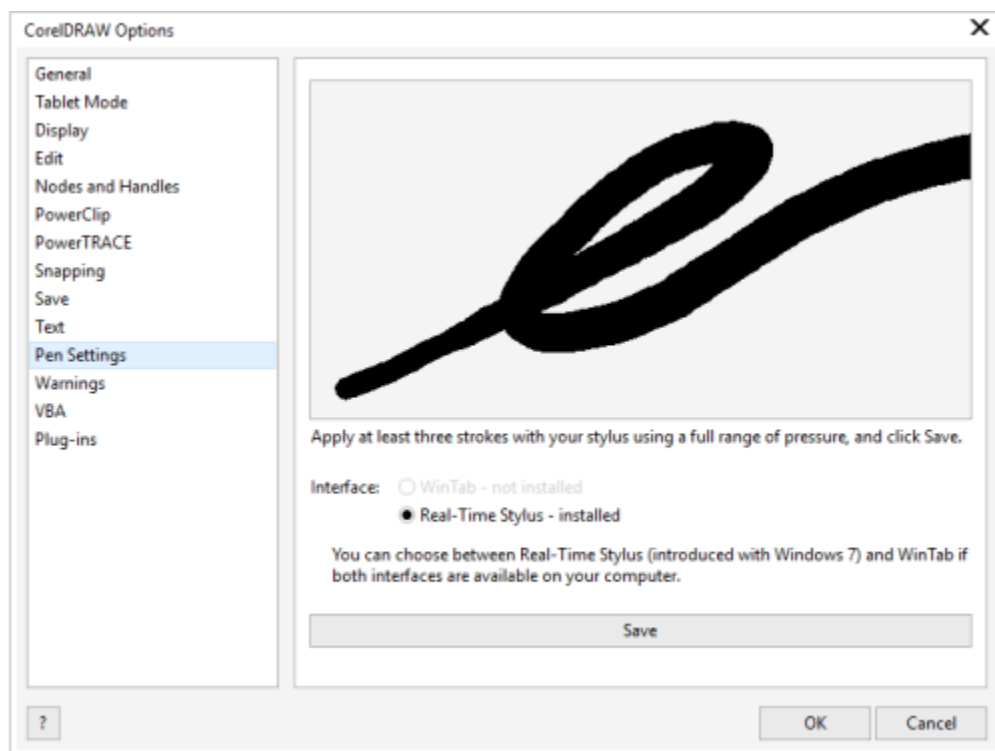 CorelDRAW Options
General
Tablet Mode
Display
Edit
Nodes and Handles
PowerClip
PowerTRACE
Snapping
Save
Text
Pen Settings
Warnings
VBA
Plug-ins
Apply at least three strokes with your stylus using a full range of pressure, and click Save.
Interface: WinTab - not installed
Real-Time Stylus - installed
You can choose between Real-Time Stylus (introduced with Windows 7) and WinTab if
both interfaces are available on your computer.
Save
? OK Cancel